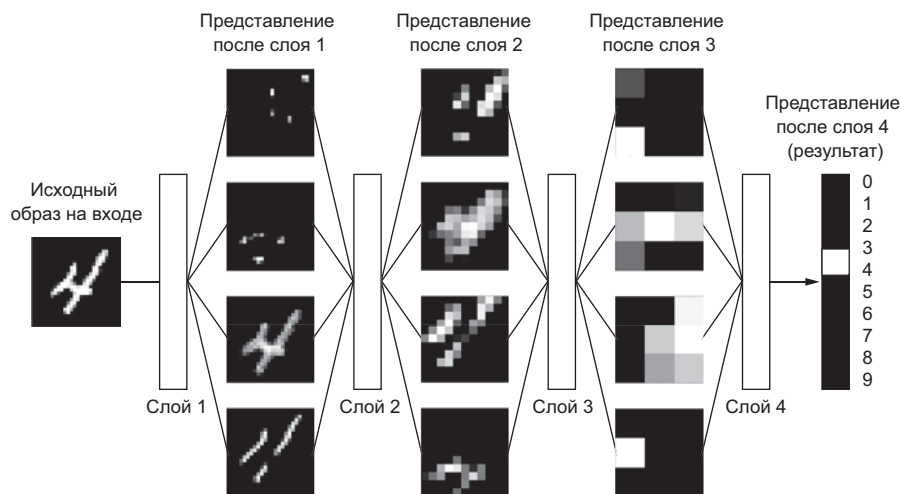 Представление
после слоя 1
Представление
после слоя 2
Представление
после слоя 3
Представление
после слоя 4
(результат)
Исходный
образ на входе
0
1
2
3
4
5
6
7
8
9
Слой 1
Слой 2
Слой 3
Слой 4